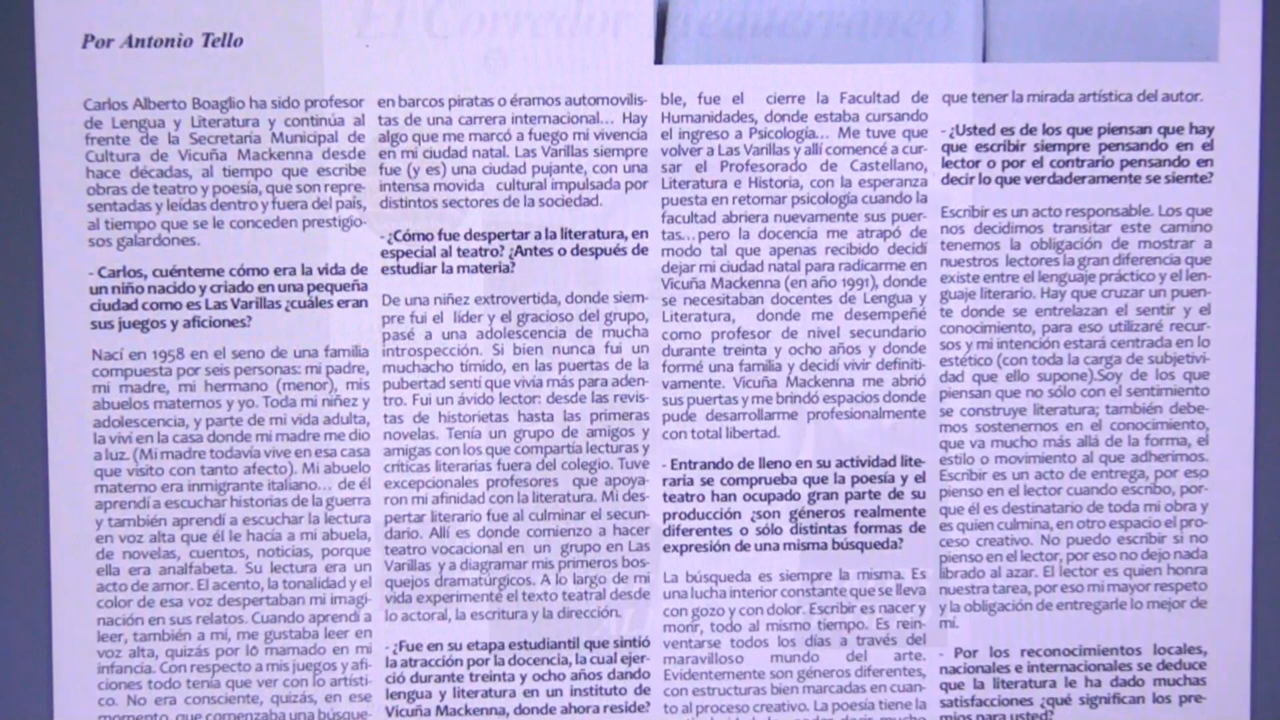 El Corredor Mediterráneo
Por Antonio Tello
Carlos Alberto Boaglio ha sido profesor
de Lengua y Literatura y continúa al
frente de la Secretaría Municipal de
Cultura de Vicuña Mackenna desde
hace décadas, al tiempo que escribe
obras de teatro y poesía, que son repre-
sentadas y leídas dentro y fuera del país,
al tiempo que se le conceden prestigio-
sos galardones.
- Carlos, cuénteme cómo era la vida de
un niño nacido y criado en una pequeña
ciudad como es Las Varillas ¿cuáles eran
sus juegos y aficiones?
Nací en 1958 en el seno de una familia
compuesta por seis personas: mi padre,
mi madre, mi hermano (menor), mis
abuelos maternos y yo. Toda mi niñez y
adolescencia, y parte de mi vida adulta,
la viví en la casa donde mi madre me dio
a luz. (Mi madre todavía vive en esa casa
que visito con tanto afecto). Mi abuelo
materno era inmigrante italiano... de él
aprendí a escuchar historias de la guerra
y también aprendí a escuchar la lectura
en voz alta que él le hacía a mi abuela,
de novelas, cuentos, noticias, porque
ella era analfabeta. Su lectura era un
acto de amor. El acento, la tonalidad y el
color de esa voz despertaban mi imagi-
nación en sus relatos. Cuando aprendí a
leer, también a mí, me gustaba leer en
voz alta, quizás por lo mamado en mi
infancia. Con respecto a mis juegos y afi-
ciones todo tenía que ver con lo artísti-
co. No era consciente, quizás, en ese
momento, que comenzaba una búsque-
en barcos piratas o éramos automovilis-
tas de una carrera internacional... Hay
algo que me marcó a fuego mi vivencia
en mi ciudad natal. Las Varillas siempre
fue (y es) una ciudad pujante, con una
intensa movida cultural impulsada por
distintos sectores de la sociedad.
- ¿Cómo fue despertar a la literatura, en
especial al teatro? ¿Antes o después de
estudiar la materia?
De una niñez extrovertida, donde siem-
pre fui el líder y el gracioso del grupo,
pasé a una adolescencia de mucha
introspección. Si bien nunca fui un
muchacho tímido, en las puertas de la
pubertad sentí que vivía más para aden-
tro. Fui un ávido lector: desde las revis-
tas de historietas hasta las primeras
novelas. Tenía un grupo de amigos y
amigas con los que compartía lecturas y
críticas literarias fuera del colegio. Tuve
excepcionales profesores que apoya-
ron mi afinidad con la literatura. Mi des-
pertar literario fue al culminar el secun-
dario. Allí es donde comienzo a hacer
teatro vocacional en un grupo en Las
Varillas y a diagramar mis primeros bos-
quejos dramatúrgicos. A lo largo de mi
vida experimenté el texto teatral desde
lo actoral, la escritura y la dirección.
- ¿Fue en su etapa estudiantil que sintió
la atracción por la docencia, la cual ejer-
ció durante treinta y ocho años dando
lengua y literatura en un instituto de
Vicuña Mackenna, donde ahora reside?
ble, fue el cierre la Facultad de
Humanidades, donde estaba cursando
el ingreso a Psicología... Me tuve que
volver a Las Varillas y allí comencé a cur-
sar el Profesorado de Castellano,
Literatura e Historia, con la esperanza
puesta en retomar psicología cuando la
facultad abriera nuevamente sus puer-
tas...pero la docencia me atrapó de
modo tal que apenas recibido decidí
dejar mi ciudad natal para radicarme en
Vicuña Mackenna (en año 1991), donde
se necesitaban docentes de Lengua y
Literatura, donde me desempeñé
como profesor de nivel secundario
durante treinta y ocho años y donde
formé una familia y decidí vivir definiti-
vamente. Vicuña Mackenna me abrió
sus puertas y me brindó espacios donde
pude desarrollarme profesionalmente
con total libertad.
- Entrando de lleno en su actividad lite-
raria se comprueba que la poesía y el
teatro han ocupado gran parte de su
producción ¿son géneros realmente
diferentes o sólo distintas formas de
expresión de una misma búsqueda?
La búsqueda es siempre la misma. Es
una lucha interior constante que se lleva
con gozo y con dolor. Escribir es nacer y
morir, todo al mismo tiempo. Es rein-
ventarse todos los días a través del
maravilloso mundo del arte.
Evidentemente son géneros diferentes,
con estructuras bien marcadas en cuan-
to al proceso creativo. La poesía tiene la
que tener la mirada artística del autor.
- ¿Usted es de los que piensan que hay
que escribir siempre pensando en el
lector o por el contrario pensando en
decir lo que verdaderamente se siente?
Escribir es un acto responsable. Los que
nos decidimos transitar este camino
tenemos la obligación de mostrar a
nuestros lectores la gran diferencia que
existe entre el lenguaje práctico y el len-
guaje literario. Hay que cruzar un puen-
te donde se entrelazan el sentir y el
conocimiento, para eso utilizaré recur-
sos y mi intención estará centrada en lo
estético (con toda la carga de subjetivi-
dad que ello supone).Soy de los que
piensan que no sólo con el sentimiento
se construye literatura; también debe-
mos sostenernos en el conocimiento,
que va mucho más allá de la forma, el
estilo o movimiento al que adherimos.
Escribir es un acto de entrega, por eso
pienso en el lector cuando escribo, por-
que él es destinatario de toda mi obra y
es quien culmina, en otro espacio el pro-
ceso creativo. No puedo escribir si no
pienso en el lector, por eso no dejo nada
librado al azar. El lector es quien honra
nuestra tarea, por eso mi mayor respeto
y la obligación de entregarle lo mejor de
mí.
- Por los reconocimientos locales,
nacionales e internacionales se deduce
que la literatura le ha dado muchas
satisfacciones ¿qué significan los pre-
mios para usted?